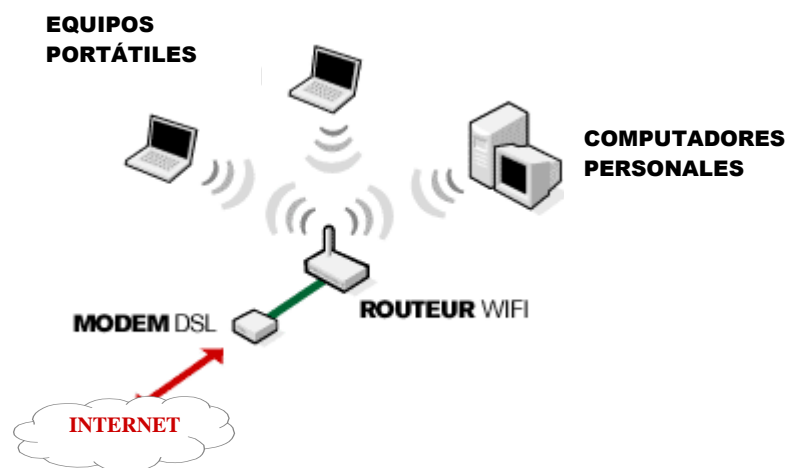 EQUIPOS
PORTÁTILES
COMPUTADORES
PERSONALES
ROUTEUR WIFI
MODEM DSL
INTERNET